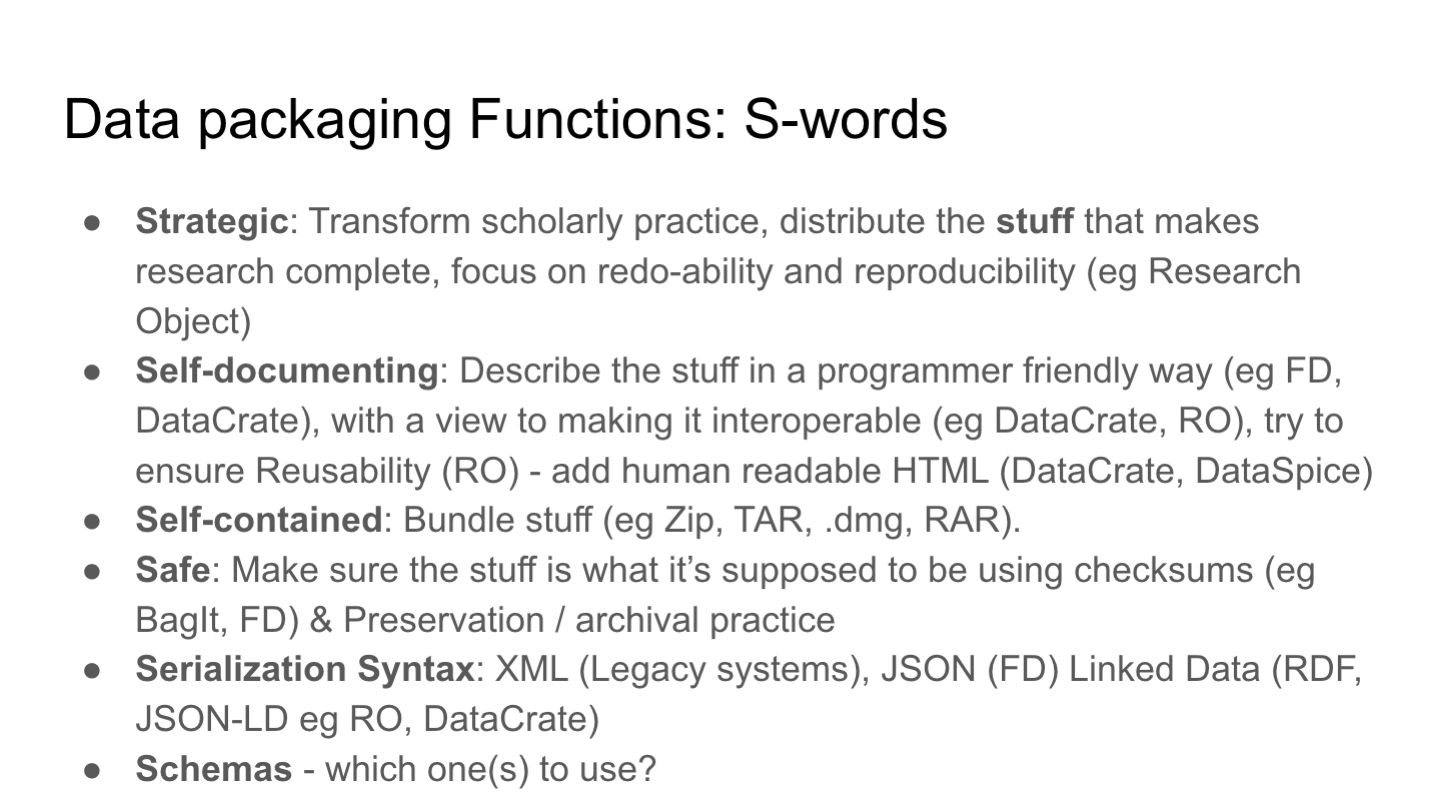 Data packaging Functions: S-words
● Strategic: Transform scholarly practice, distribute the stuff that makes
research complete, focus on redo-ability and reproducibility (eg Research
Object)
● Self-documenting: Describe the stuff in a programmer friendly way (eg FD,
DataCrate), with a view to making it interoperable (eg DataCrate, RO), try to
ensure Reusability (RO) - add human readable HTML (DataCrate, DataSpice)
● Self-contained: Bundle stuff (eg Zip, TAR, .dmg, RAR).
● Safe: Make sure the stuff is what it’s supposed to be using checksums (eg
BagIt, FD) & Preservation / archival practice
● Serialization Syntax: XML (Legacy systems), JSON (FD) Linked Data (RDF,
JSON-LD eg RO, DataCrate)
● Schemas - which one(s) to use?